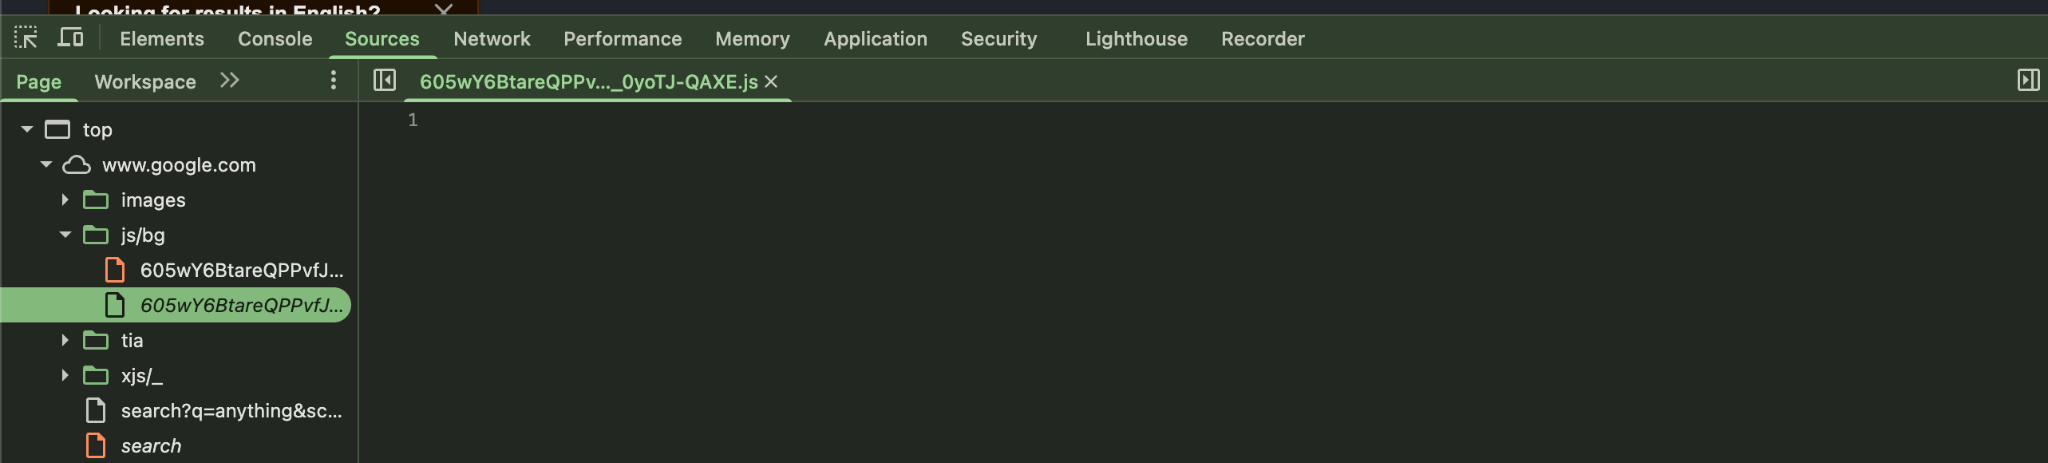 Looking for results in English?
Elements Console Sources Network Performance Memory Application Security Lighthouse Recorder
Page Workspace
605wY6BtareQPPv..._0yoTJ-QAXE.js
1
top
www.google.com
images
js/bg
605wY6BtareQPPvfJ...
605wY6BtareQPPvfJ...
tia
xjs/_
search?q=anything&sc...
search